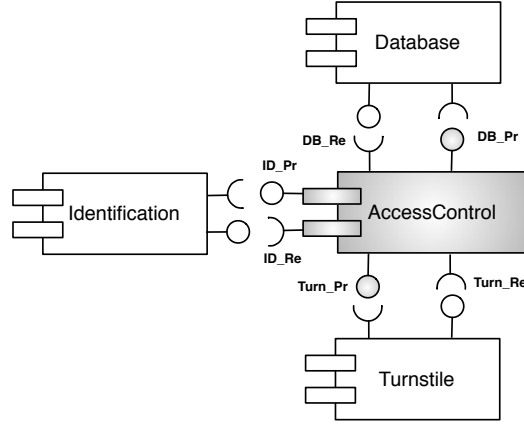 Database
DB_Re
DB_Pr
ID_Pr
Identification
AccessControl
ID_Re
Turn_Pr
Turn_Re
Turnstile